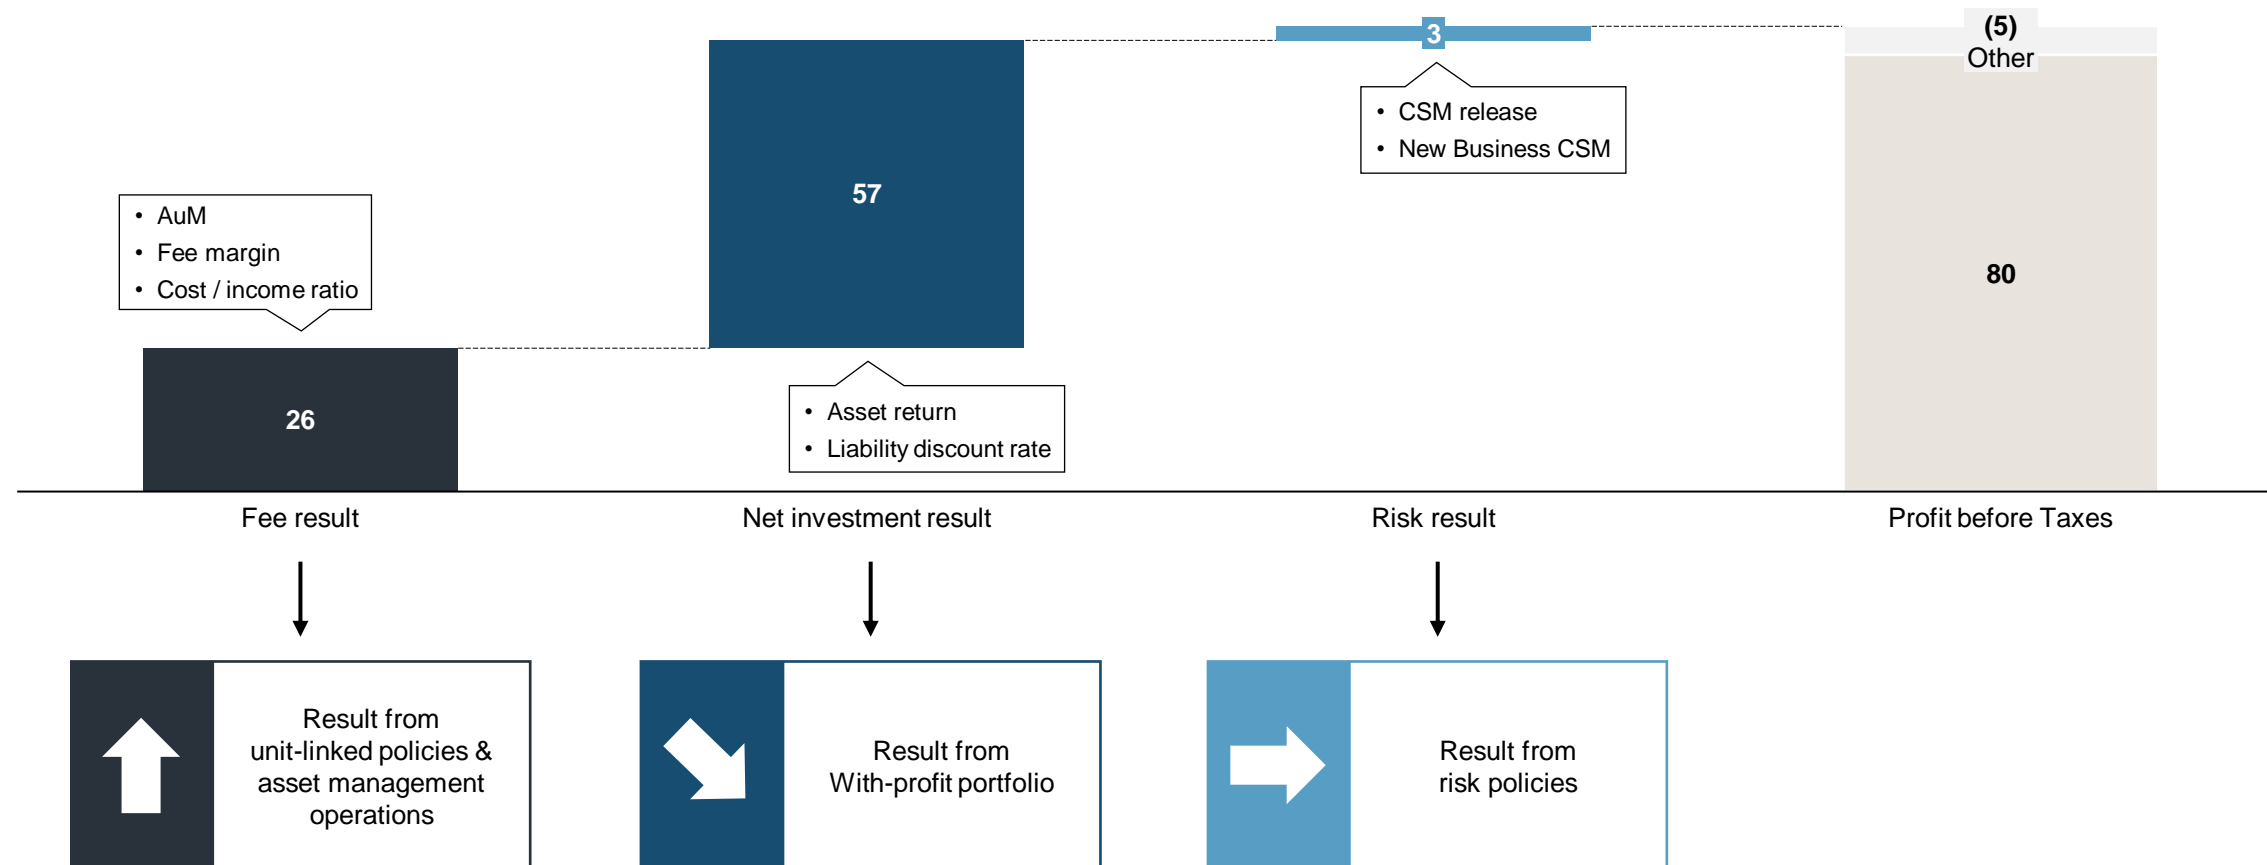 (5)
Other
3
• CSM release
• New Business CSM
57
• AuM
• Fee margin
• Cost / income ratio
80
• Asset return
• Liability discount rate
26
Fee result
Net investment result
Risk result
Profit before Taxes
Result from
unit-linked policies &
asset management
operations
Result from
With-profit portfolio
Result from
risk policies